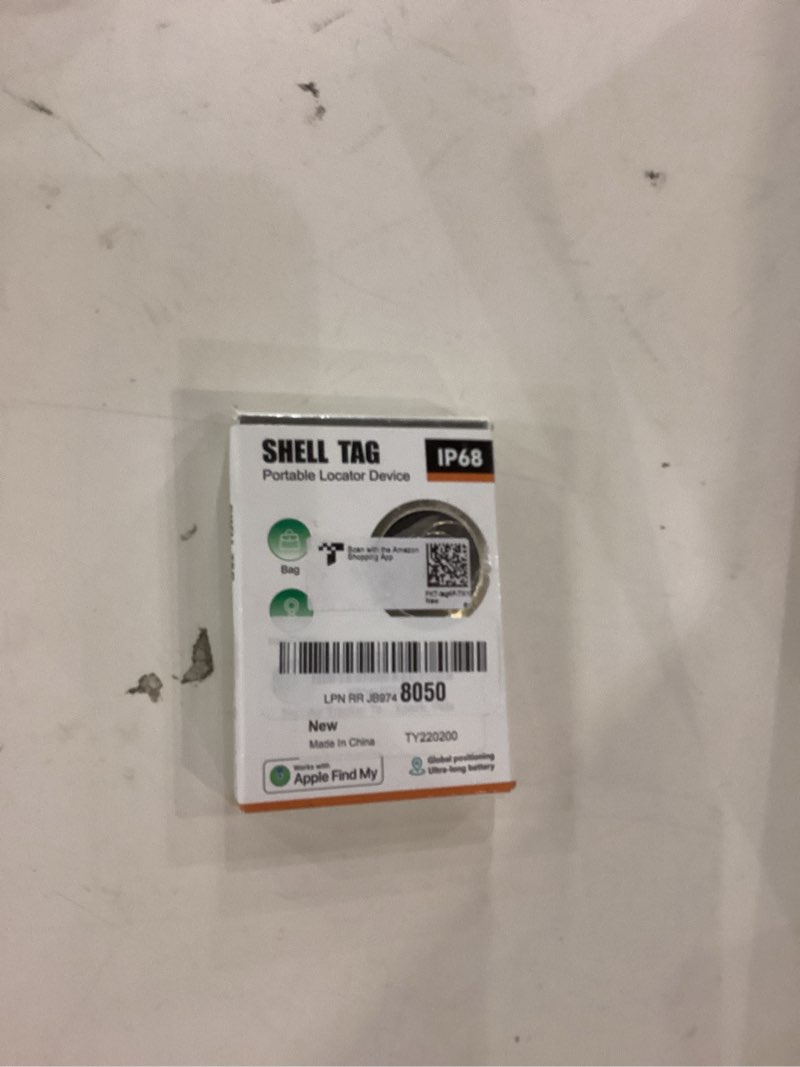 SHELL TAG
IP68
Portable Locator Device
Bag
Scan with the Amazon
Shopping App
New
LPN RR JB974 8050
New
Made In China
TY220200
Works with
Apple Find My
Global positioning
Ultra-long battery